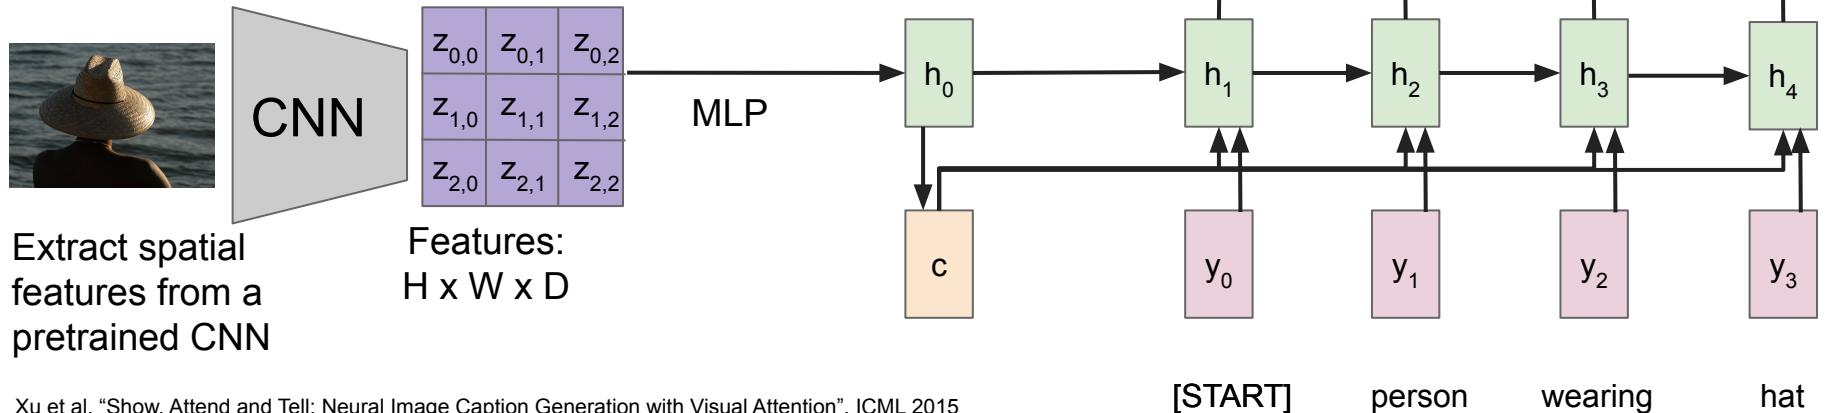 CNN
z0,0 z0,1 z0,2
z1,0 z1,1 z1,2
z2,0 z2,1 z2,2
MLP
h0 h1 h2 h3 h4
c y0 y1 y2 y3
Extract spatial
features from a
pretrained CNN
Features:
H x W x D
[START] person wearing hat
Xu et al, “Show, Attend and Tell: Neural Image Caption Generation with Visual Attention”, ICML 2015